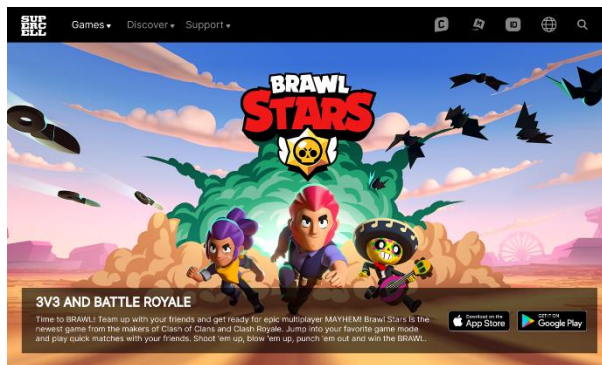 SUP
ERC
ELL
Games
Discover
Support
ID
BRAWL
STARS
3V3 AND BATTLE ROYALE
Time to BRAWL! Team up with your friends and get ready for epic multiplayer MAYHEM! Brawl Stars is the
newest game from the makers of Clash of Clans and Clash Royale. Jump into your favorite game mode
and play quick matches with your friends. Shoot 'em up, blow 'em up, punch 'em out and win the BRAWL.
Download on the
App Store
GET IT ON
Google Play